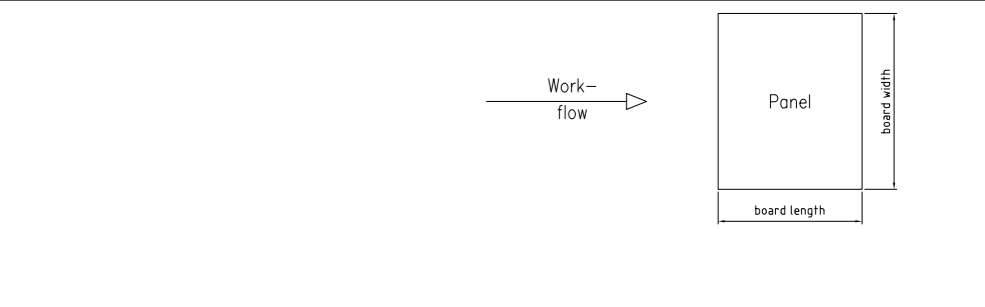 Work-
flow
Panel
board width
board length